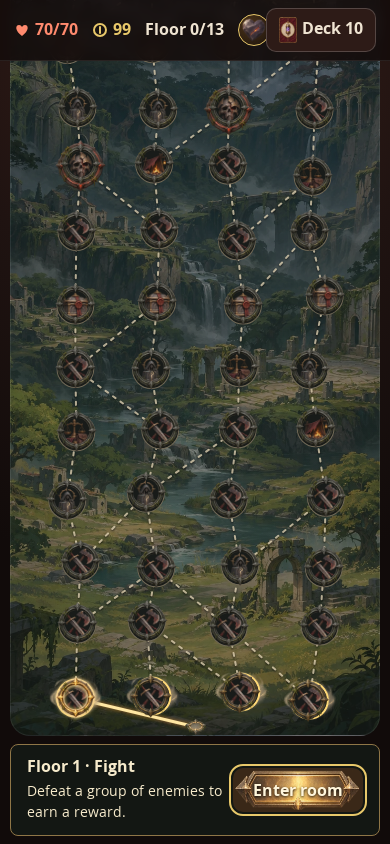 70/70 99 Floor 0/13 Deck 10
Floor 1 · Fight
Defeat a group of enemies to
earn a reward.
Enter room